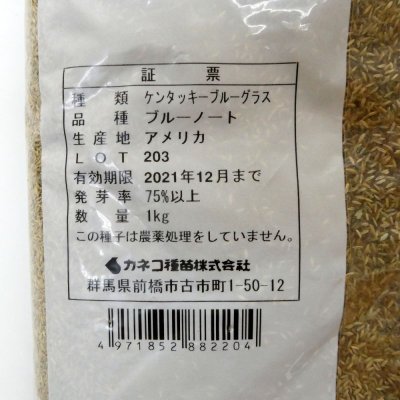 証 票
種 類 ケンタッキーブルーグラス
品 種 ブルーノート
生産地 アメリカ
LOT 203
有効期限 2021年12月まで
発芽率 75%以上
数 量 1kg
この種子は農薬処理をしていません。
カネコ種苗株式会社
群馬県前橋市古市町1-50-12
4 971852 882204